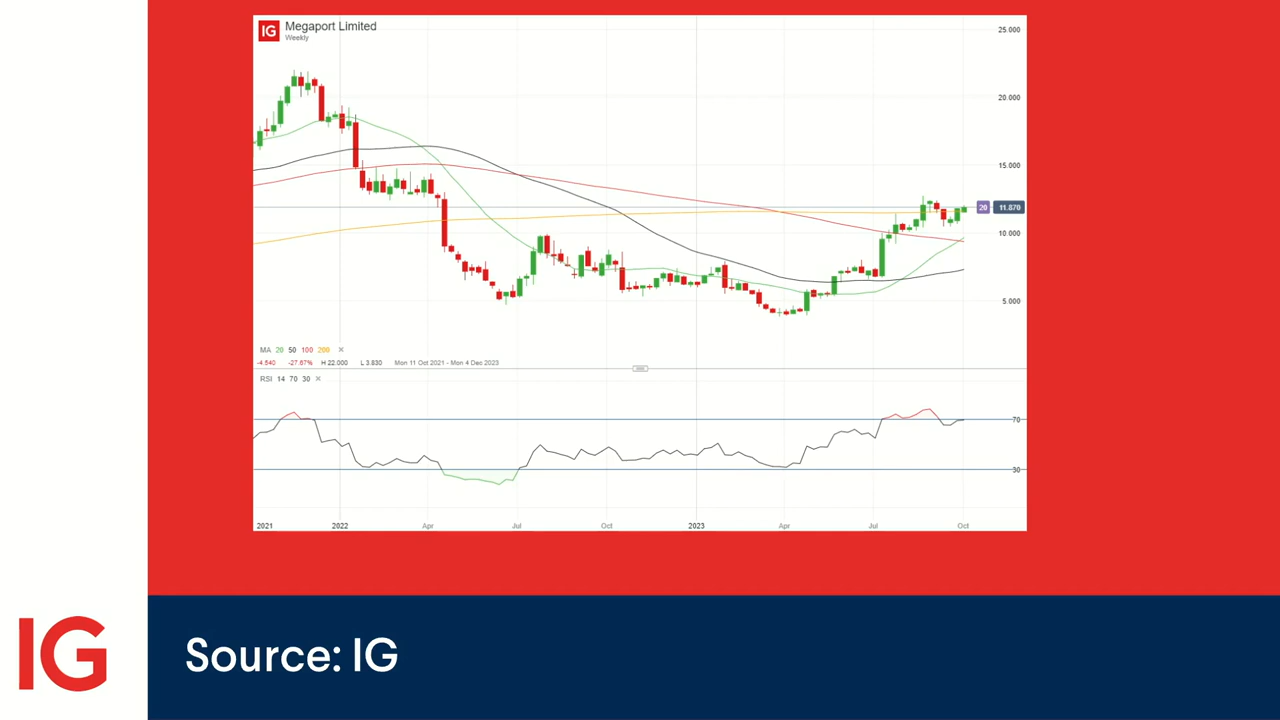 IG
Megaport Limited
Weekly
25.000
20.000
15.000
20 11.870
10.000
5.000
MA 20 50 100 200 ×
-4.540 -27.67% H 22.000 L 3.830 Mon 11 Oct 2021 - Mon 4 Dec 2023
RSI 14 70 30 ×
70
30
2021 2022 Apr Jul Oct 2023 Apr Jul Oct
IG
Source: IG